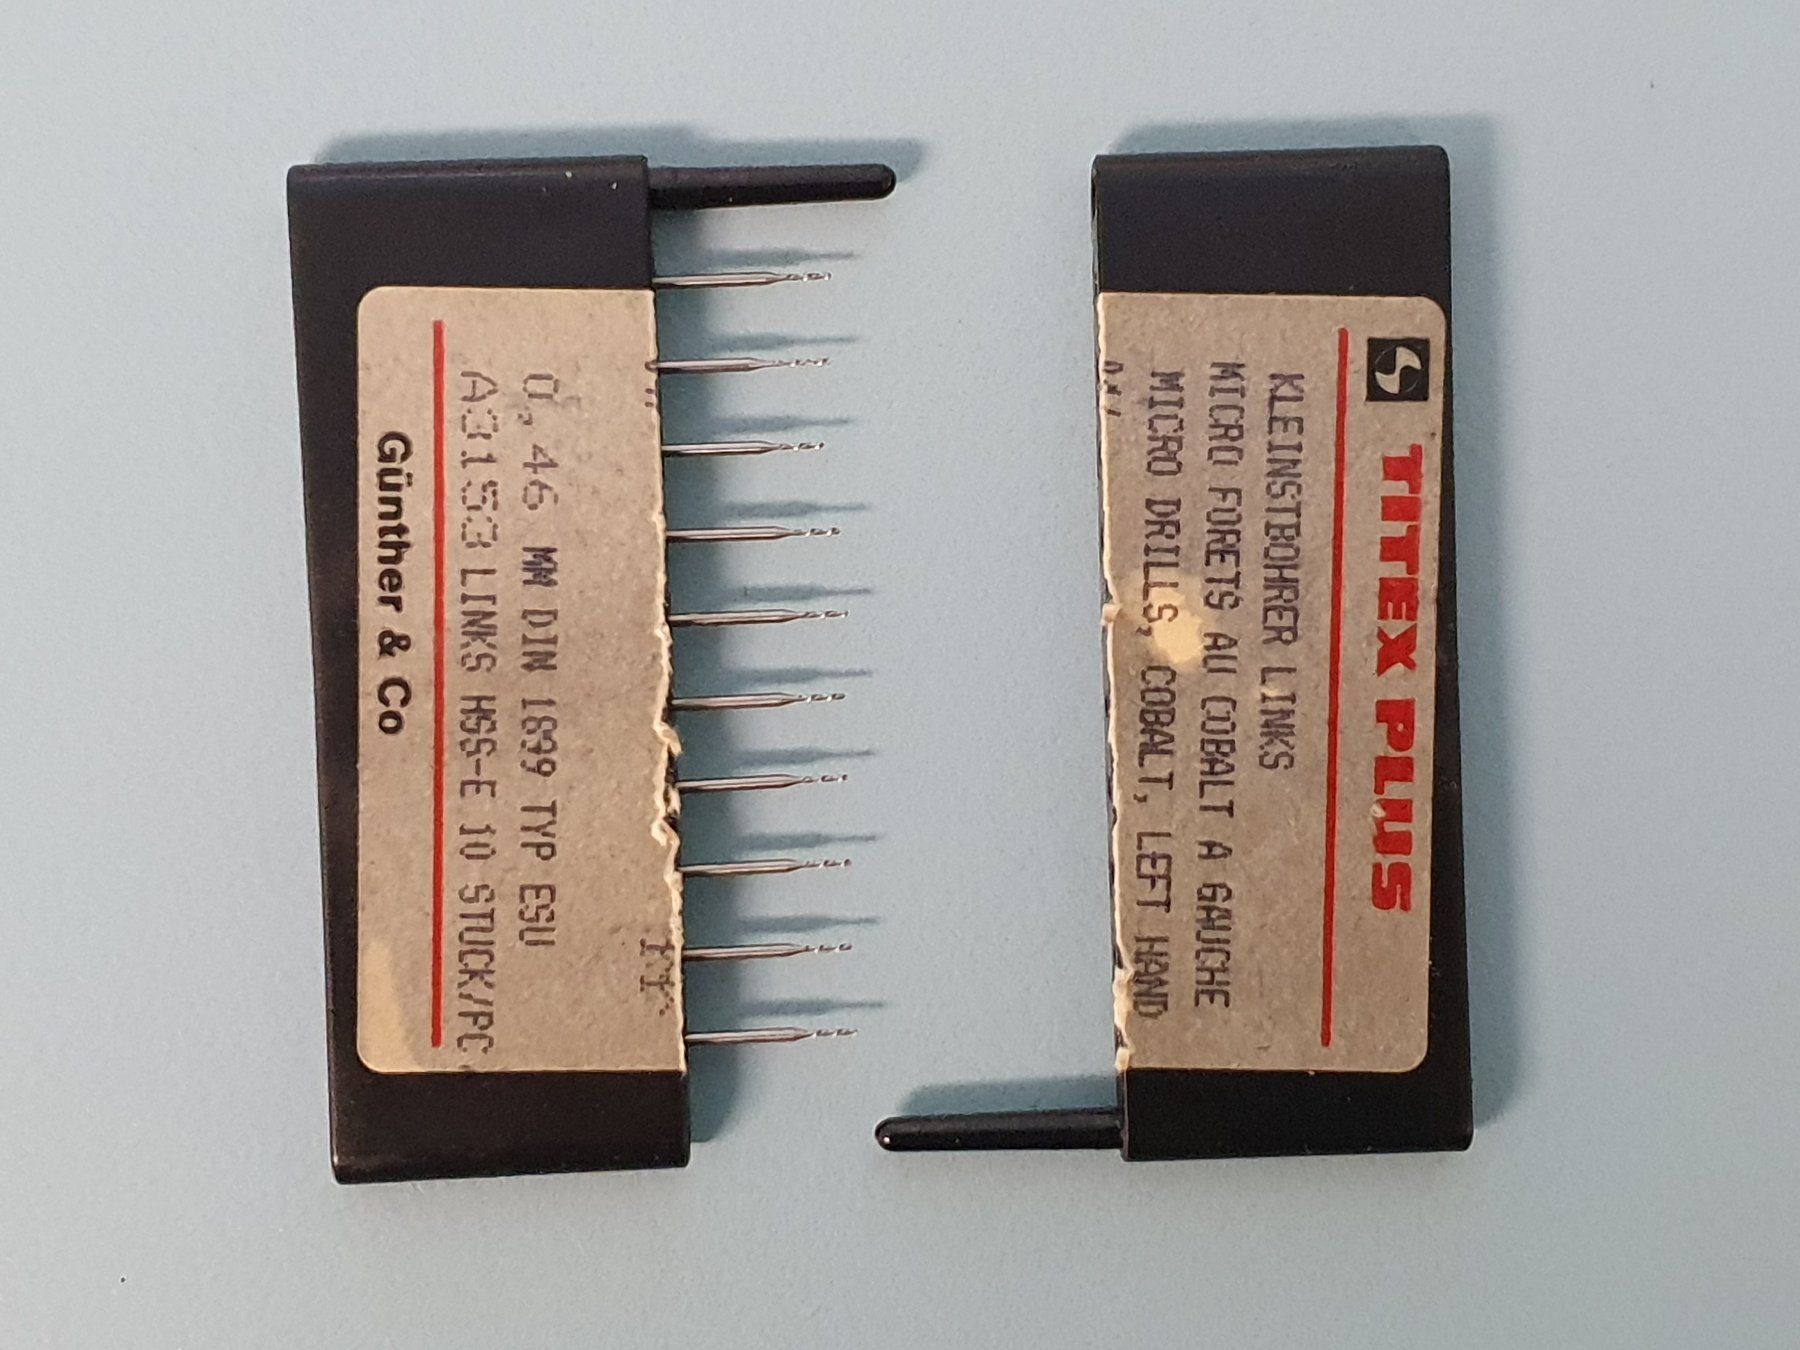 TITEX PLUS
KLEINSTBOHRER LINKS
MICRO FORETS AU COBALT A GAUCHE
MICRO DRILLS, COBALT, LEFT HAND
0,46 MM DIN 1899 TYP ESU
A3153 LINKS HSS-E 10 STUCK/PC
Günther & Co